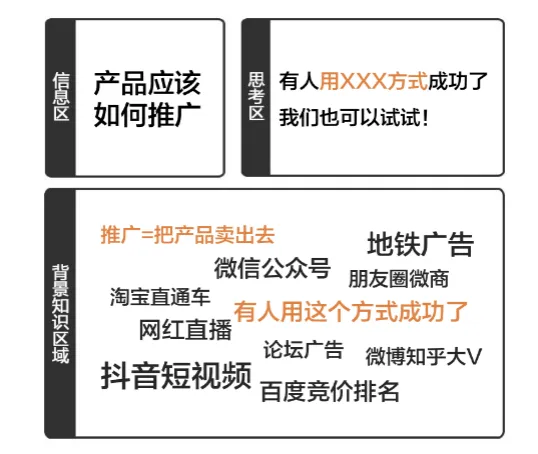 信息区
产品应该
如何推广
思考区
有人用XXX方式成功了
我们也可以试试！
背景知识区域
推广=把产品卖出去
地铁广告
微信公众号
朋友圈微商
淘宝直通车
有人用这个方式成功了
网红直播
论坛广告
微博知乎大V
抖音短视频
百度竞价排名